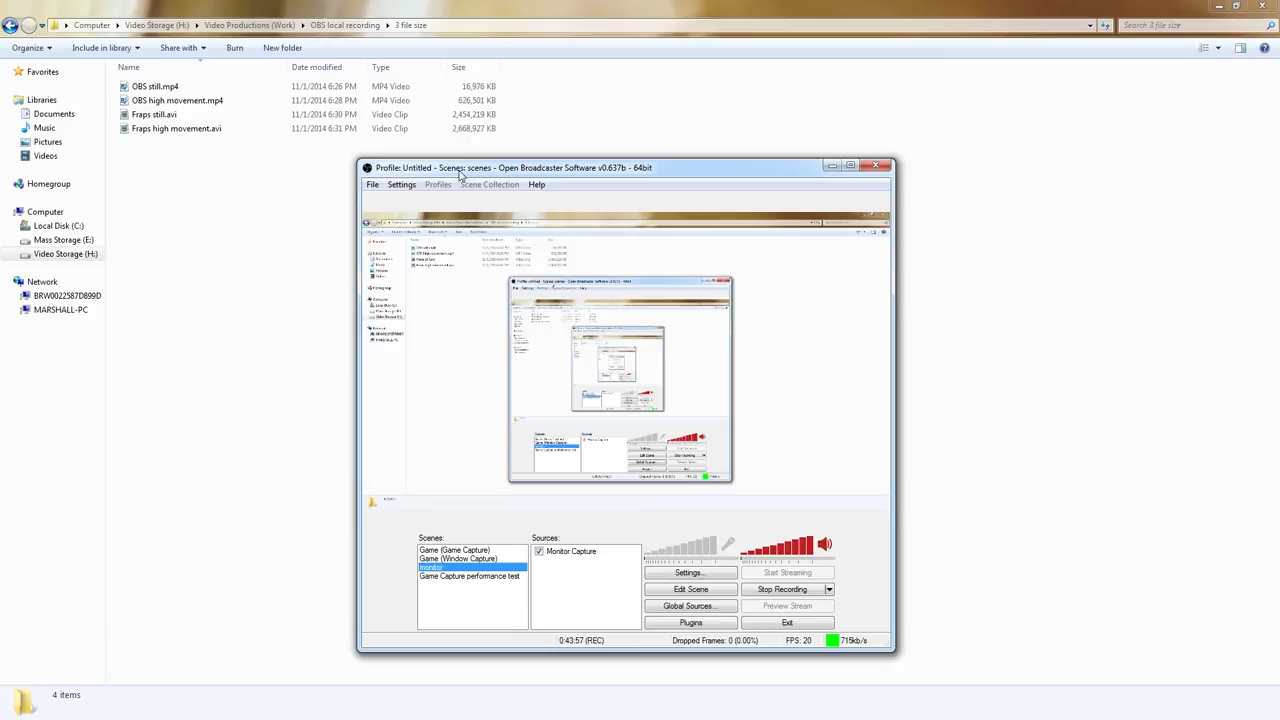 Computer ▸ Video Storage (H:) ▸ Video Productions (Work) ▸ OBS local recording ▸ 3 file size
Search 3 file size
Organize Include in library Share with Burn New folder
Name Date modified Type Size
Favorites
Libraries
Documents
Music
Pictures
Videos
Homegroup
Computer
Local Disk (C:)
Mass Storage (E:)
Video Storage (H:)
Network
BRW0022587D899D
MARSHALL-PC
OBS still.mp4 11/1/2014 6:26 PM MP4 Video 16,976 KB
OBS high movement.mp4 11/1/2014 6:28 PM MP4 Video 626,501 KB
Fraps still.avi 11/1/2014 6:30 PM Video Clip 2,454,219 KB
Fraps high movement.avi 11/1/2014 6:31 PM Video Clip 2,668,927 KB
Profile: Untitled - Scenes: scenes - Open Broadcaster Software v0.637b - 64bit
File Settings Profiles Scene Collection Help
Scenes:
Game (Game Capture)
Game (Window Capture)
monitor
Game Capture performance test
Sources:
Monitor Capture
Settings... Start Streaming
Edit Scene Stop Recording
Global Sources... Preview Stream
Plugins Exit
0:43:57 (REC) Dropped Frames: 0 (0.00%) FPS: 20 715kb/s
4 items